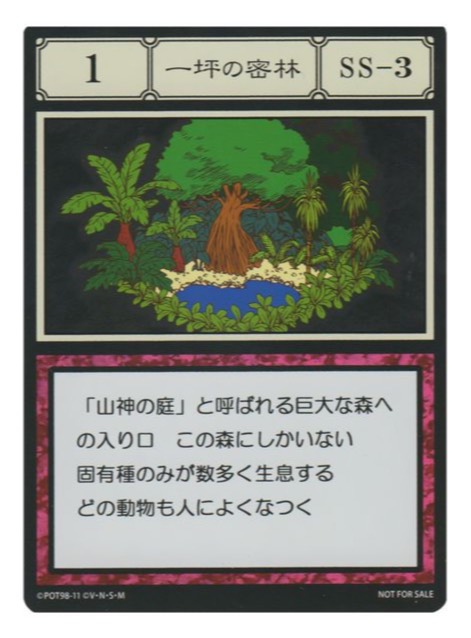 1
一坪の密林
SS-3
「山神の庭」と呼ばれる巨大な森へ
の入り口　この森にしかいない
固有種のみが数多く生息する
どの動物も人によくなつく
©POT98-11 ©V・N・S・M
NOT FOR SALE